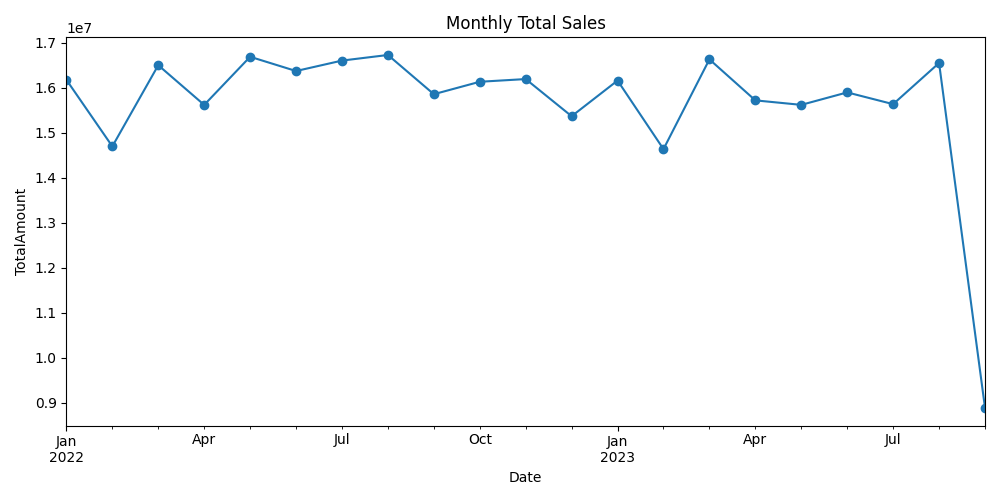 Monthly Total Sales
1e7
1.7
1.6
1.5
1.4
1.3
1.2
1.1
1.0
0.9
TotalAmount
Jan Apr Jul Oct Jan Apr Jul
2022 2023
Date